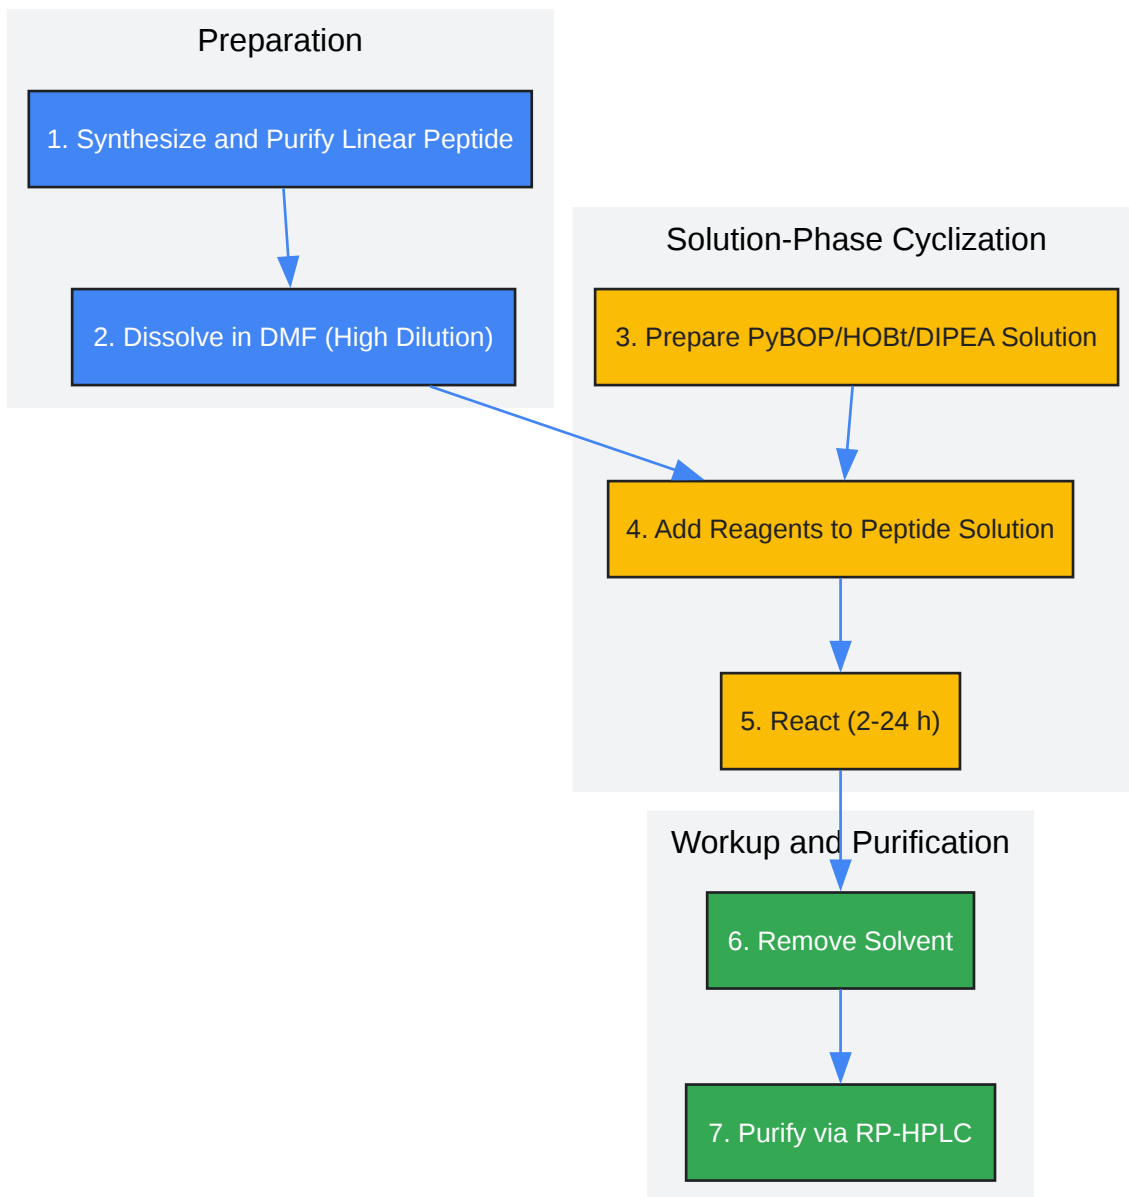 Preparation
1. Synthesize and Purify Linear Peptide
2. Dissolve in DMF (High Dilution)
Solution-Phase Cyclization
3. Prepare PyBOP/HOBt/DIPEA Solution
4. Add Reagents to Peptide Solution
5. React (2-24 h)
Workup and Purification
6. Remove Solvent
7. Purify via RP-HPLC